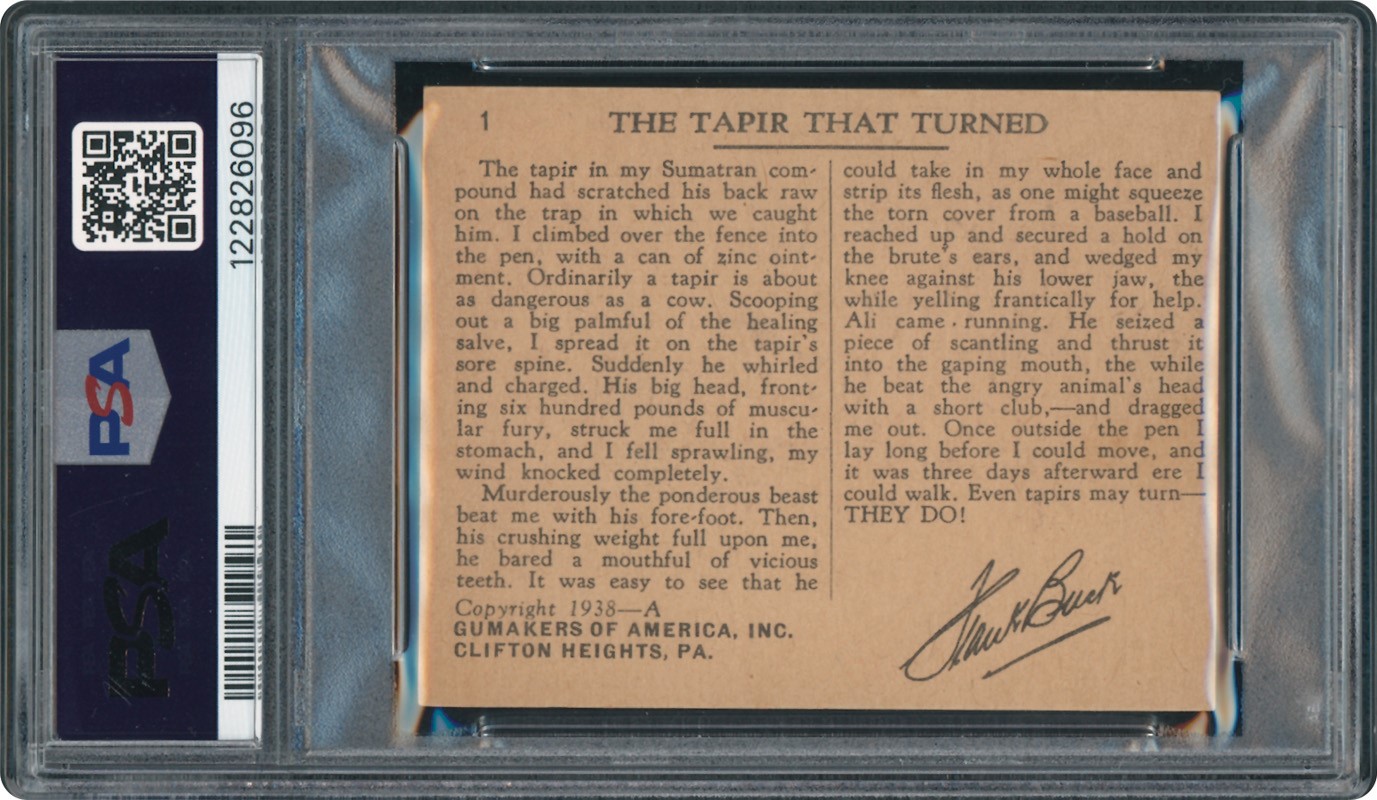 122826096
PSA
PSA
1
THE TAPIR THAT TURNED
The tapir in my Sumatran com-
pound had scratched his back raw
on the trap in which we caught
him. I climbed over the fence into
the pen, with a can of zinc oint-
ment. Ordinarily a tapir is about
as dangerous as a cow. Scooping
out a big palmful of the healing
salve, I spread it on the tapir's
sore spine. Suddenly he whirled
and charged. His big head, front-
ing six hundred pounds of muscu-
lar fury, struck me full in the
stomach, and I fell sprawling, my
wind knocked completely.
Murderously the ponderous beast
beat me with his fore-foot. Then,
his crushing weight full upon me,
he bared a mouthful of vicious
teeth. It was easy to see that he
could take in my whole face and
strip its flesh, as one might squeeze
the torn cover from a baseball. I
reached up and secured a hold on
the brute's ears, and wedged my
knee against his lower jaw, the
while yelling frantically for help.
Ali came running. He seized a
piece of scantling and thrust it
into the gaping mouth, the while
he beat the angry animal's head
with a short club,—and dragged
me out. Once outside the pen I
lay long before I could move, and
it was three days afterward ere I
could walk. Even tapirs may turn—
THEY DO!
Copyright 1938—A
GUMAKERS OF AMERICA, INC.
CLIFTON HEIGHTS, PA.
Frank Buck